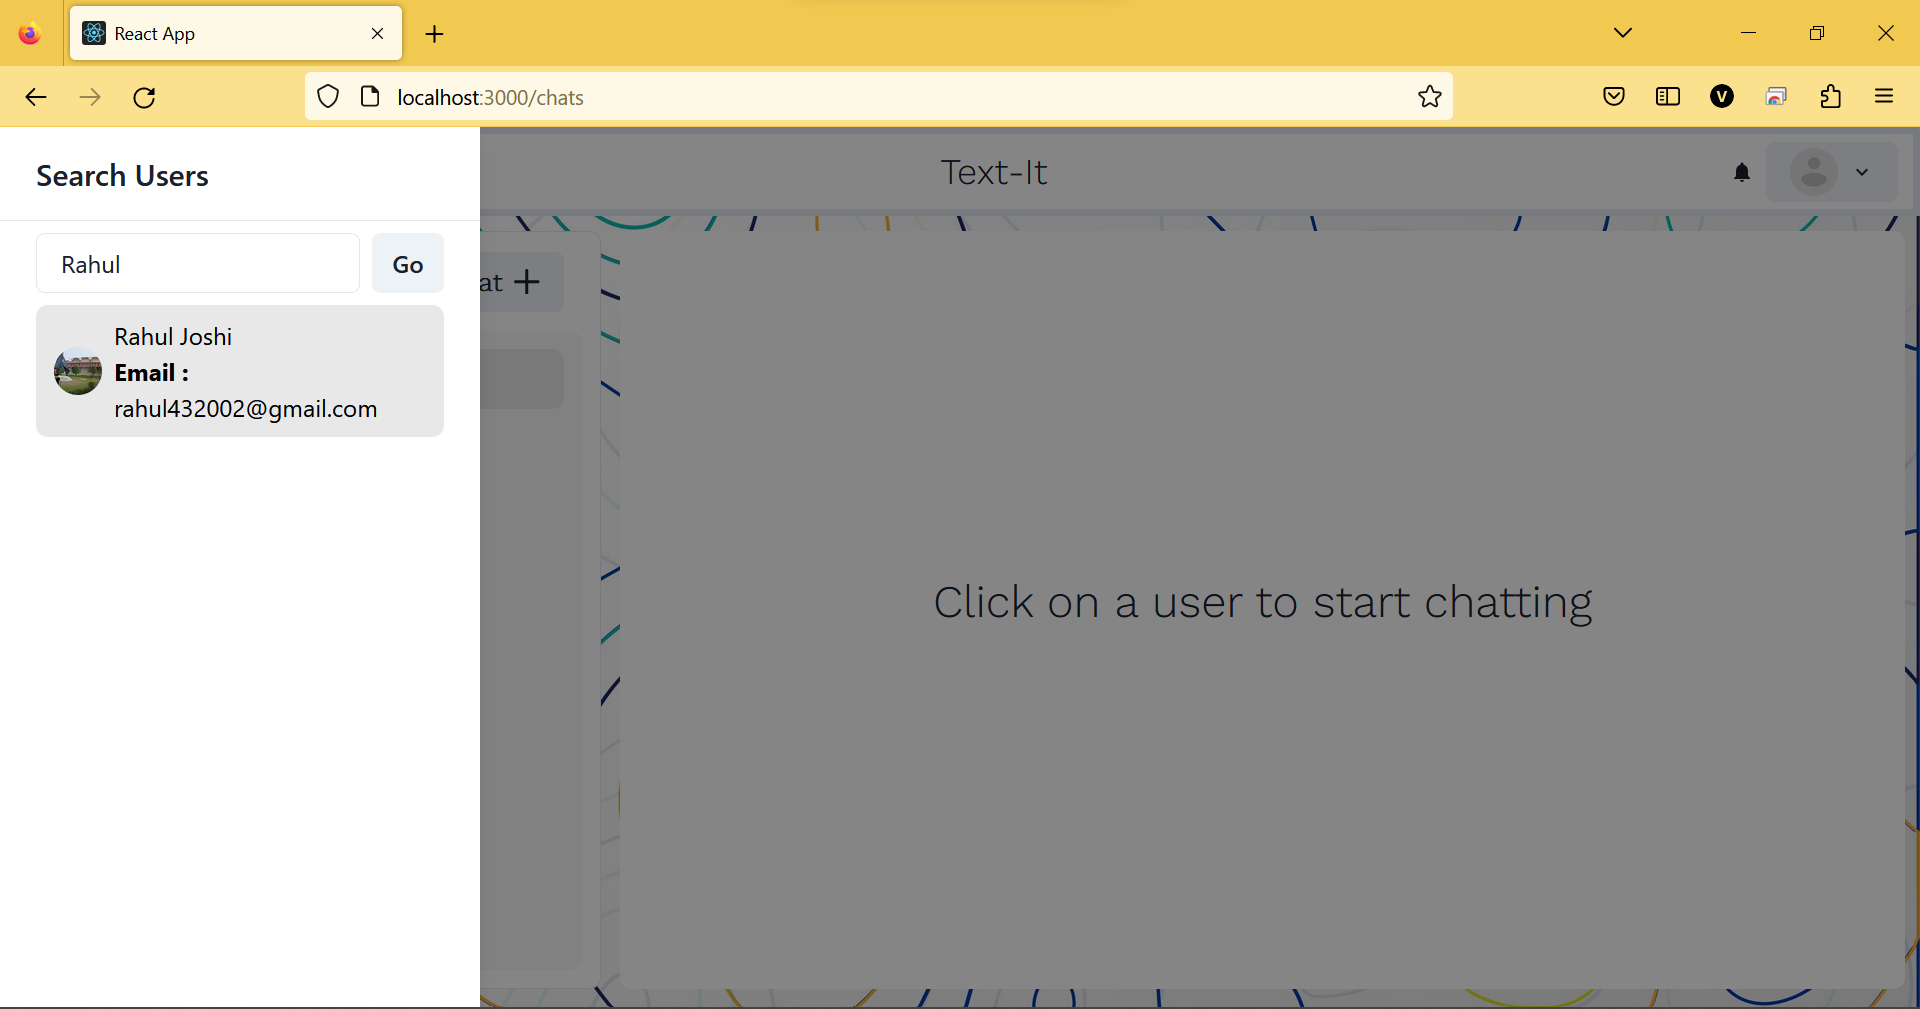 React App
localhost:3000/chats
V
Search Users
Text-It
Rahul
Go
at +
Rahul Joshi
Email :
rahul432002@gmail.com
Click on a user to start chatting